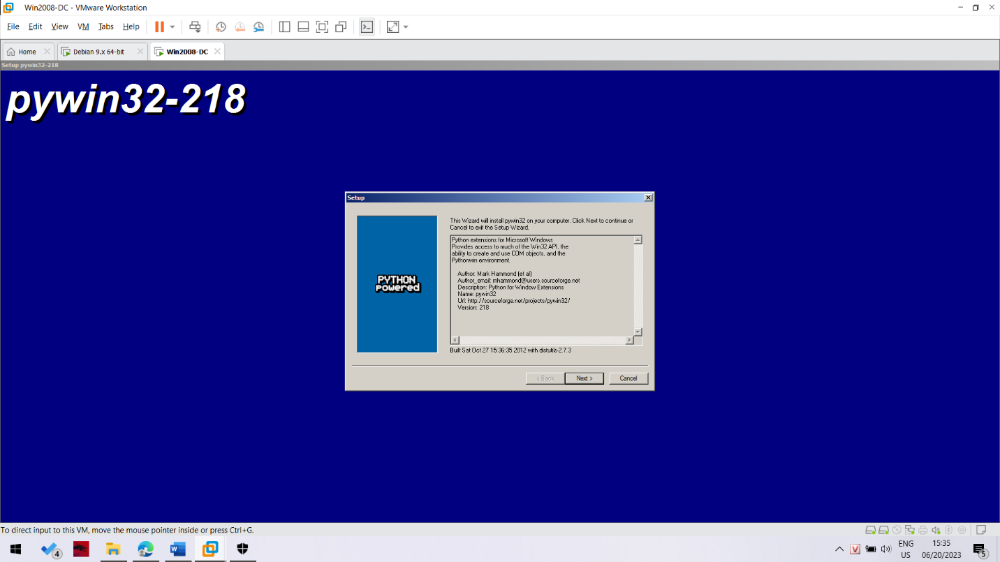 Win2008-DC - VMware Workstation
File Edit View VM Tabs Help
Home Debian 9.x 64-bit Win2008-DC
Setup pywin32-218
pywin32-218
Setup
This Wizard will install pywin32 on your computer. Click Next to continue or
Cancel to exit the Setup Wizard.
Python extensions for Microsoft Windows
Provides access to much of the Win32 API, the
ability to create and use COM objects, and the
Pythonwin environment.
Author: Mark Hammond (et al)
Author_email: mhammond@users.sourceforge.net
Description: Python for Window Extensions
Name: pywin32
Url: http://sourceforge.net/projects/pywin32/
Version: 218
PYTHON
powered
Built Sat Oct 27 15:36:35 2012 with distutils-2.7.3
< Back Next > Cancel
To direct input to this VM, move the mouse pointer inside or press Ctrl+G.
4
W
V
ENG
US
15:35
06/20/2023
5